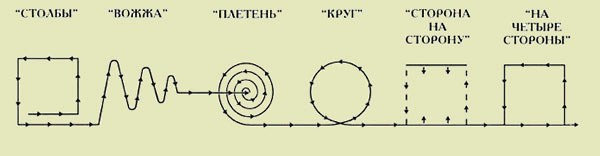 “СТОЛБЫ”
“ВОЖЖА”
“ПЛЕТЕНЬ”
“КРУГ”
“СТОРОНА
НА
СТОРОНУ”
“НА
ЧЕТЫРЕ
СТОРОНЫ”